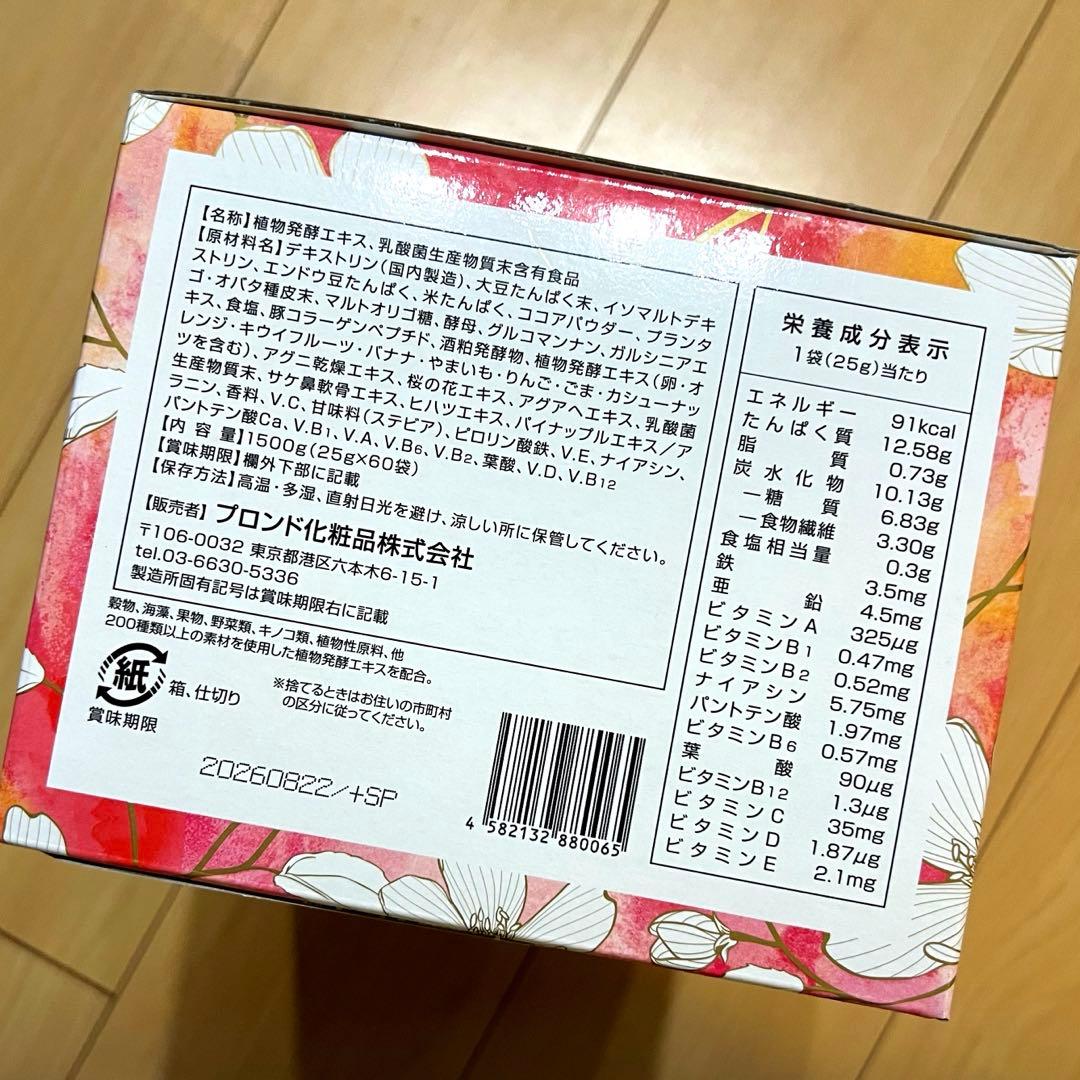 【名称】植物発酵エキス、乳酸菌生産物質末含有食品
【原材料名】デキストリン(国内製造)、大豆たんぱく末、イソマルトデキ
ストリン、エンドウ豆たんぱく、米たんぱく、ココアパウダー、プランタ
ゴ・オバタ種皮末、マルトオリゴ糖、酵母、グルコマンナン、ガルシニアエ
キス、食塩、豚コラーゲンペプチド、酒粕発酵物、植物発酵エキス(卵・オ
レンジ・キウイフルーツ・バナナ・やまいも・りんご・ごま・カシューナッ
ツを含む)、アグニ乾燥エキス、桜の花エキス、アグアヘエキス、乳酸菌
生産物質末、サケ鼻軟骨エキス、ヒハツエキス、パイナップルエキス/ア
ラニン、香料、V.C、甘味料(ステビア)、ピロリン酸鉄、V.E、ナイアシン、
パントテン酸Ca、V.B1、V.A、V.B6、V.B2、葉酸、V.D、V.B12
【内 容 量】1500g(25g×60袋)
【賞味期限】欄外下部に記載
【保存方法】高温・多湿、直射日光を避け、涼しい所に保管してください。
【販売者】プロンド化粧品株式会社
〒106-0032 東京都港区六本木6-15-1
tel.03-6630-5336
製造所固有記号は賞味期限右に記載
穀物、海藻、果物、野菜類、キノコ類、植物性原料、他
200種類以上の素材を使用した植物発酵エキスを配合。
紙
箱、仕切り
※捨てるときはお住いの市町村
の区分に従ってください。
賞味期限
20260822/+SP
4 582132 880065
栄養成分表示
1袋(25g)当たり
エネルギー 91kcal
たんぱく質 12.58g
脂質 0.73g
炭水化物 10.13g
ー糖質 6.83g
ー食物繊維 3.30g
食塩相当量 0.3g
鉄 3.5mg
亜鉛 4.5mg
ビタミンA 325μg
ビタミンB1 0.47mg
ビタミンB2 0.52mg
ナイアシン 5.75mg
パントテン酸 1.97mg
ビタミンB6 0.57mg
葉酸 90μg
ビタミンB12 1.3μg
ビタミンC 35mg
ビタミンD 1.87μg
ビタミンE 2.1mg